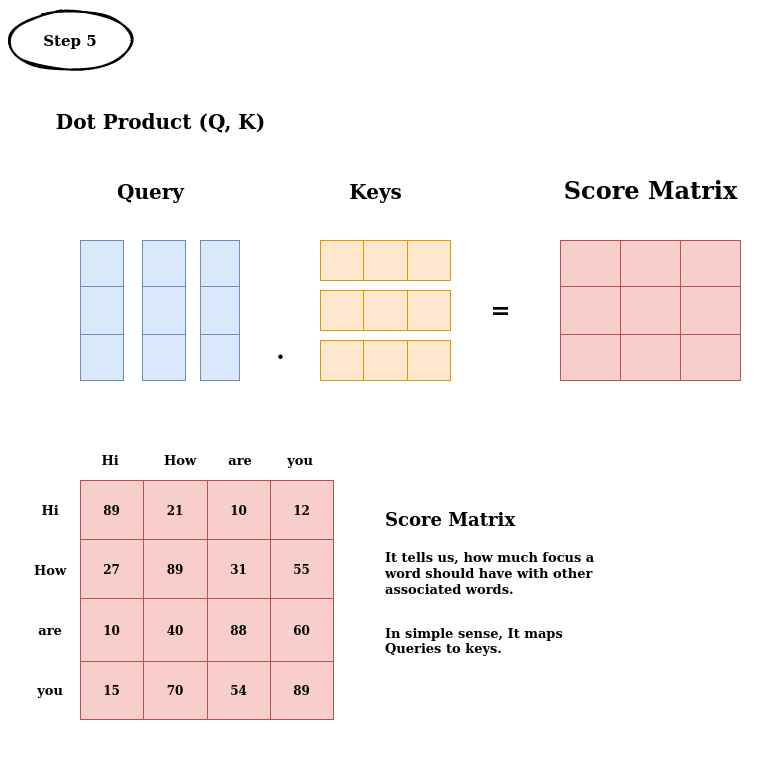 Step 5
Dot Product (Q, K)
Query
Keys
Score Matrix
.
=
Hi How are you
Hi 89 21 10 12
How 27 89 31 55
are 10 40 88 60
you 15 70 54 89
Score Matrix
It tells us, how much focus a
word should have with other
associated words.
In simple sense, It maps
Queries to keys.